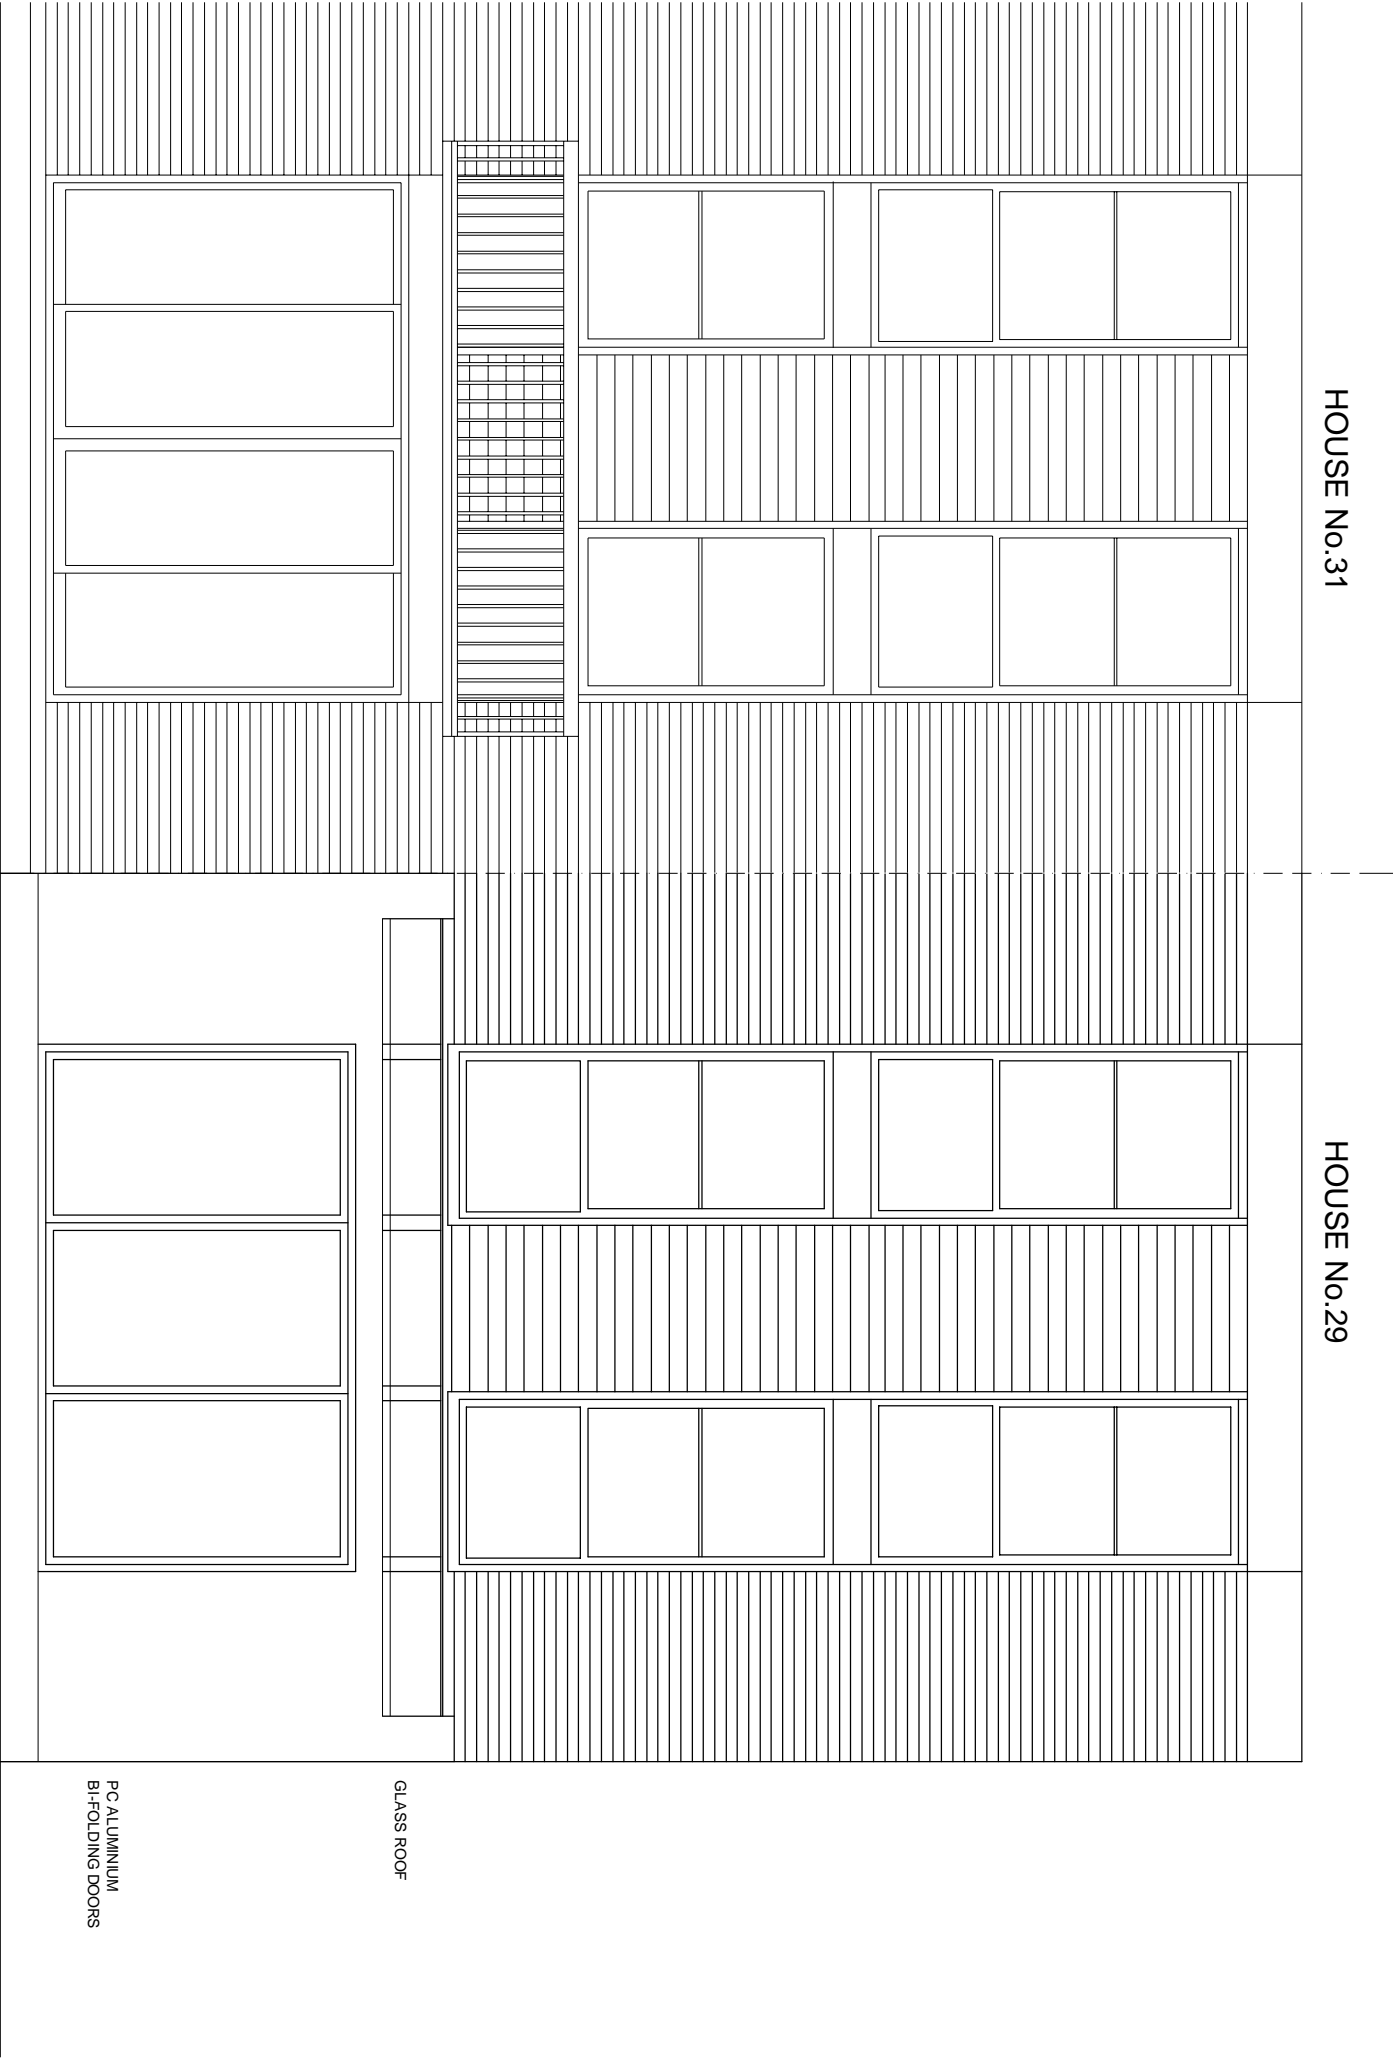 HOUSE No.31
HOUSE No.29
GLASS ROOF
PC ALUMINIUM
BI-FOLDING DOORS